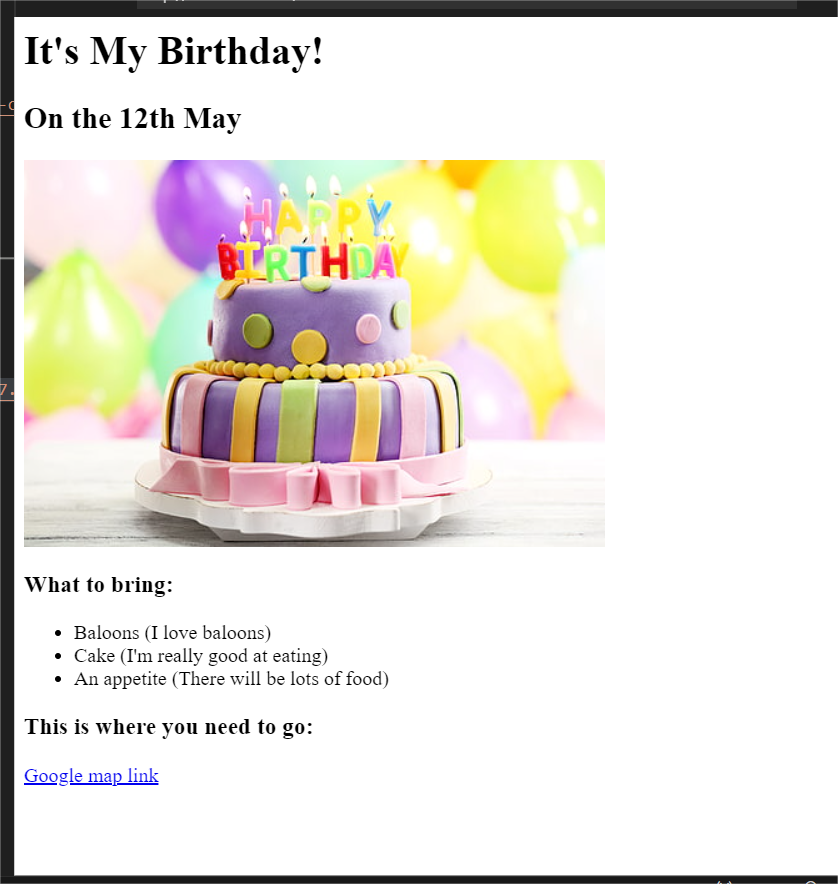 It's My Birthday!
On the 12th May
HAPPY
BIRTHDAY
What to bring:
Baloons (I love baloons)
Cake (I'm really good at eating)
An appetite (There will be lots of food)
This is where you need to go:
Google map link